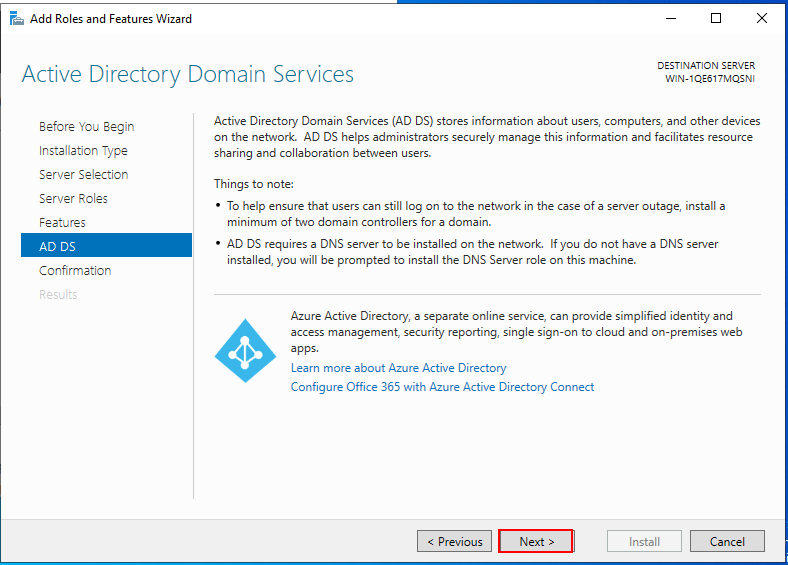 Add Roles and Features Wizard
Active Directory Domain Services
DESTINATION SERVER
WIN-1QE617MQSNI
Before You Begin
Installation Type
Server Selection
Server Roles
Features
AD DS
Confirmation
Results
Active Directory Domain Services (AD DS) stores information about users, computers, and other devices
on the network.  AD DS helps administrators securely manage this information and facilitates resource
sharing and collaboration between users.
Things to note:
• To help ensure that users can still log on to the network in the case of a server outage, install a
minimum of two domain controllers for a domain.
• AD DS requires a DNS server to be installed on the network.  If you do not have a DNS server
installed, you will be prompted to install the DNS Server role on this machine.
Azure Active Directory, a separate online service, can provide simplified identity and
access management, security reporting, single sign-on to cloud and on-premises web
apps.
Learn more about Azure Active Directory
Configure Office 365 with Azure Active Directory Connect
< Previous
Next >
Install
Cancel